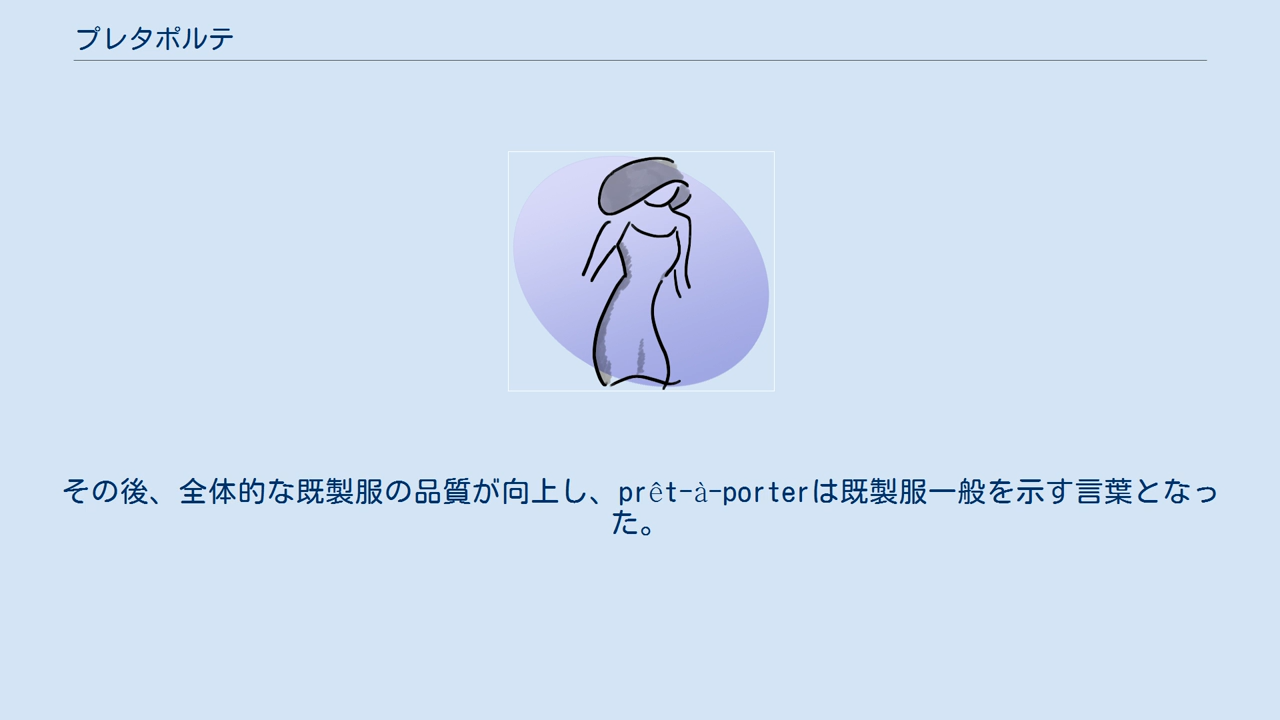 プレタポルテ
その後、全体的な既製服の品質が向上し、prêt-à-porterは既製服一般を示す言葉となっ
た。